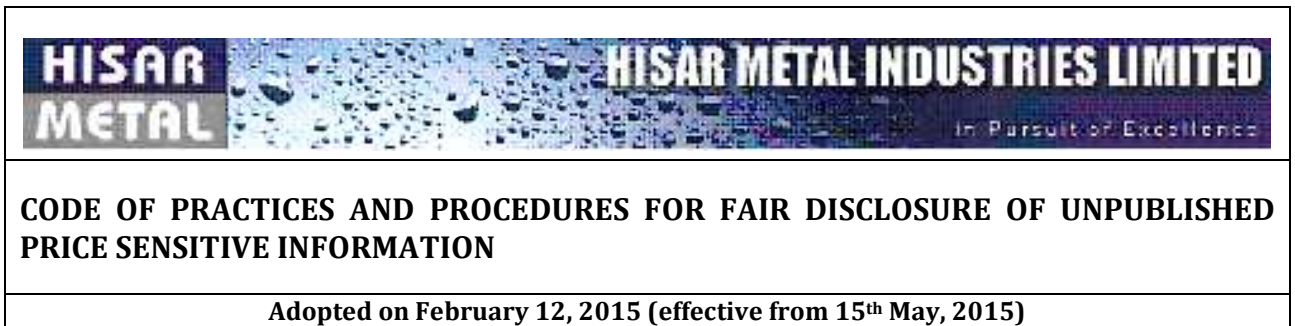 HISAR
METAL
HISAR METAL INDUSTRIES LIMITED
In Pursuit of Excellence
CODE OF PRACTICES AND PROCEDURES FOR FAIR DISCLOSURE OF UNPUBLISHED
PRICE SENSITIVE INFORMATION
Adopted on February 12, 2015 (effective from 15th May, 2015)